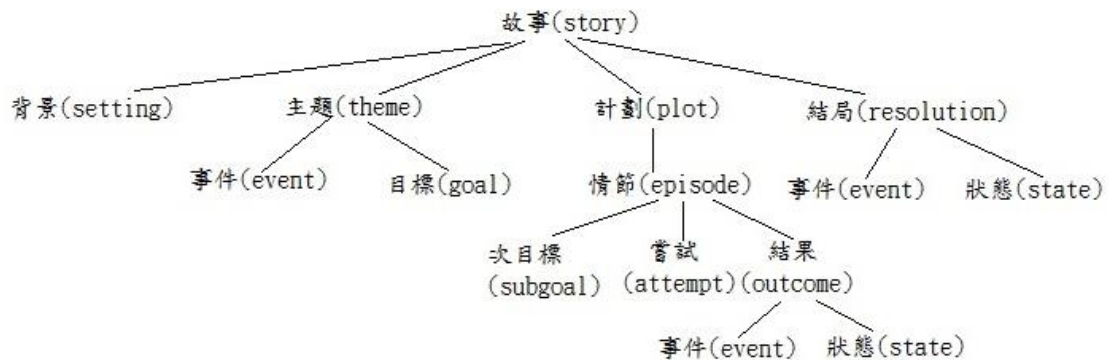 故事(story)
背景(setting)
主題(theme)
計劃(plot)
結局(resolution)
事件(event)
目標(goal)
情節(episode)
事件(event)
狀態(state)
次目標
(subgoal)
嘗試
(attempt)
結果
(outcome)
事件(event)
狀態(state)